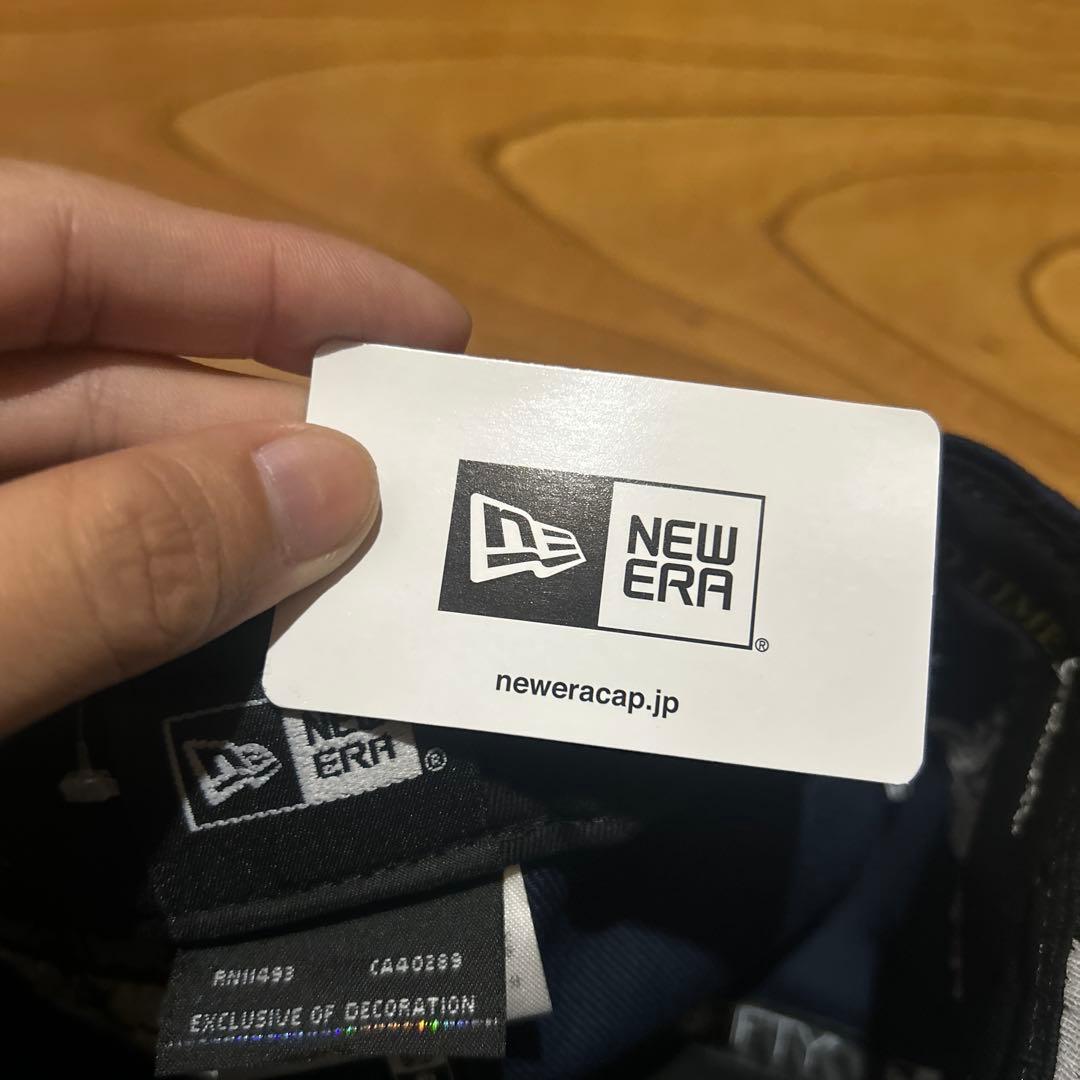 NEW
ERA
®
neweracap.jp
NEW
ERA
®
RN11493 CA40289
EXCLUSIVE OF DECORATION